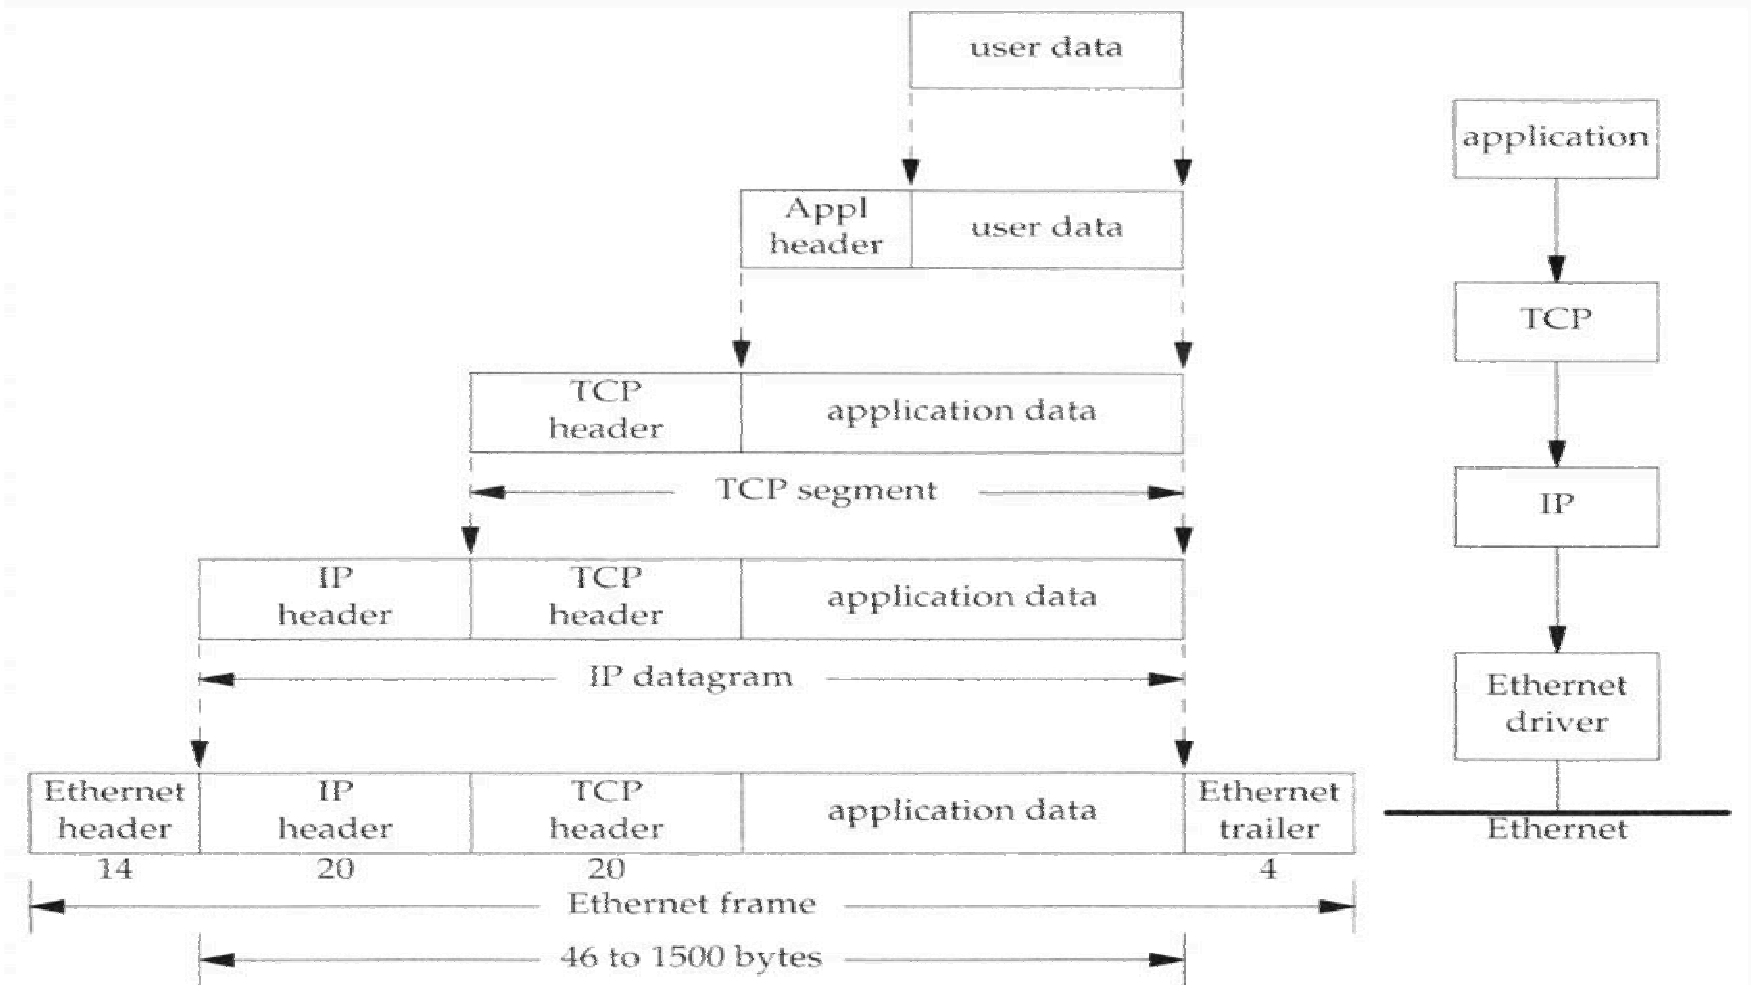 user data
application
Appl
header
user data
TCP
TCP
header
application data
TCP segment
IP
IP
header
TCP
header
application data
IP datagram
Ethernet
driver
Ethernet
header
IP
header
TCP
header
application data
Ethernet
trailer
Ethernet
14
20
20
4
Ethernet frame
46 to 1500 bytes